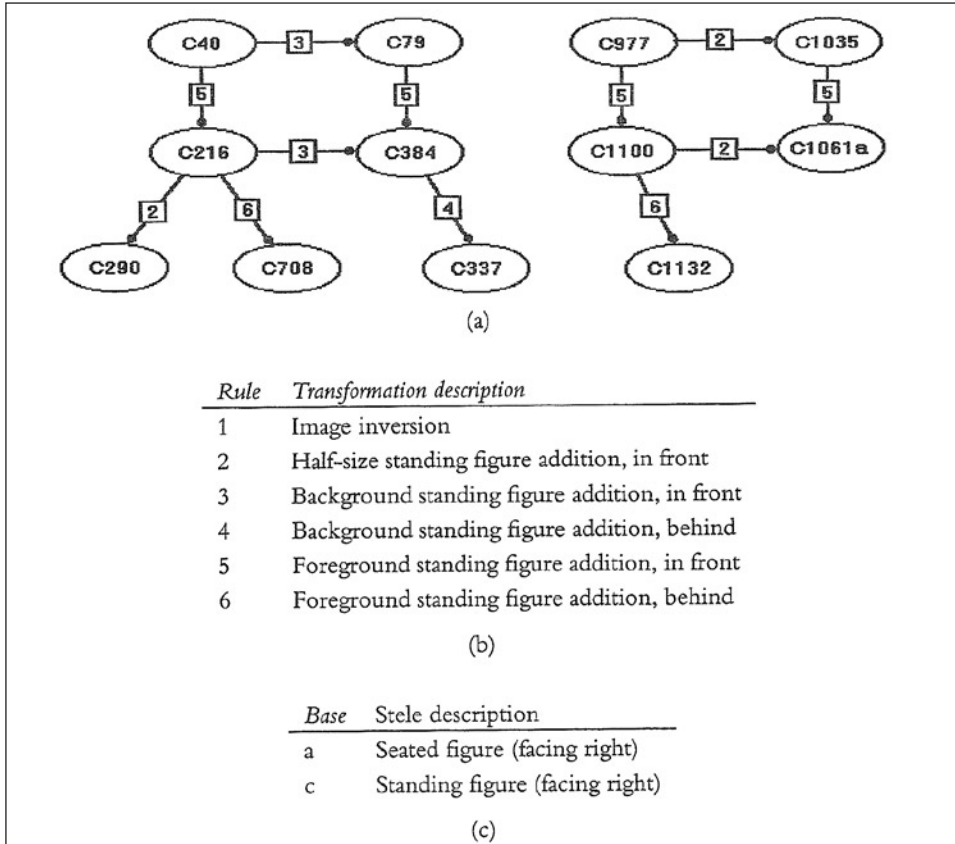 C40 3 C79 C977 2 C1035
5 5 5 5
C216 3 C384 C1100 2 C1061a
2 6 4 6
C290 C708 C337 C1132
(a)
Rule Transformation description
1 Image inversion
2 Half-size standing figure addition, in front
3 Background standing figure addition, in front
4 Background standing figure addition, behind
5 Foreground standing figure addition, in front
6 Foreground standing figure addition, behind
(b)
Base Stele description
a Seated figure (facing right)
c Standing figure (facing right)
(c)